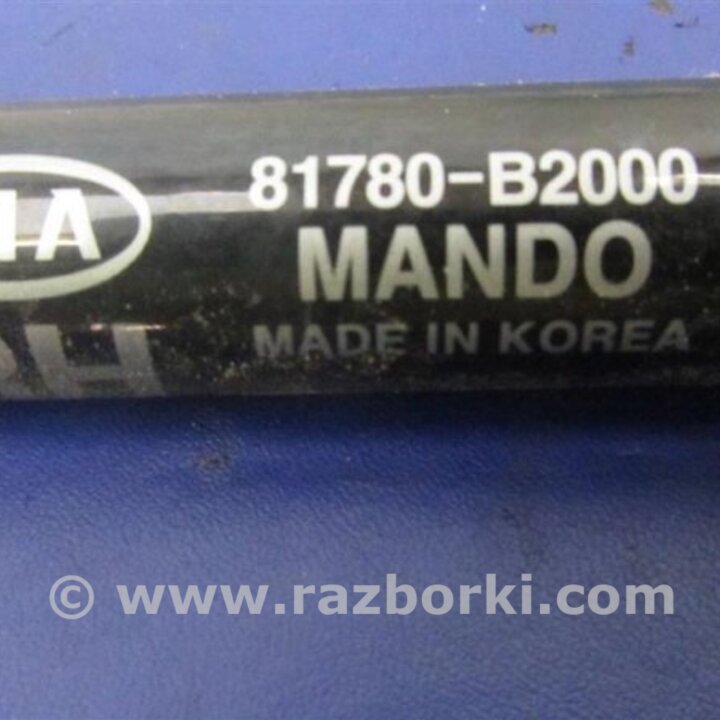 81780-B2000
MANDO
MADE IN KOREA
© www.razborki.com